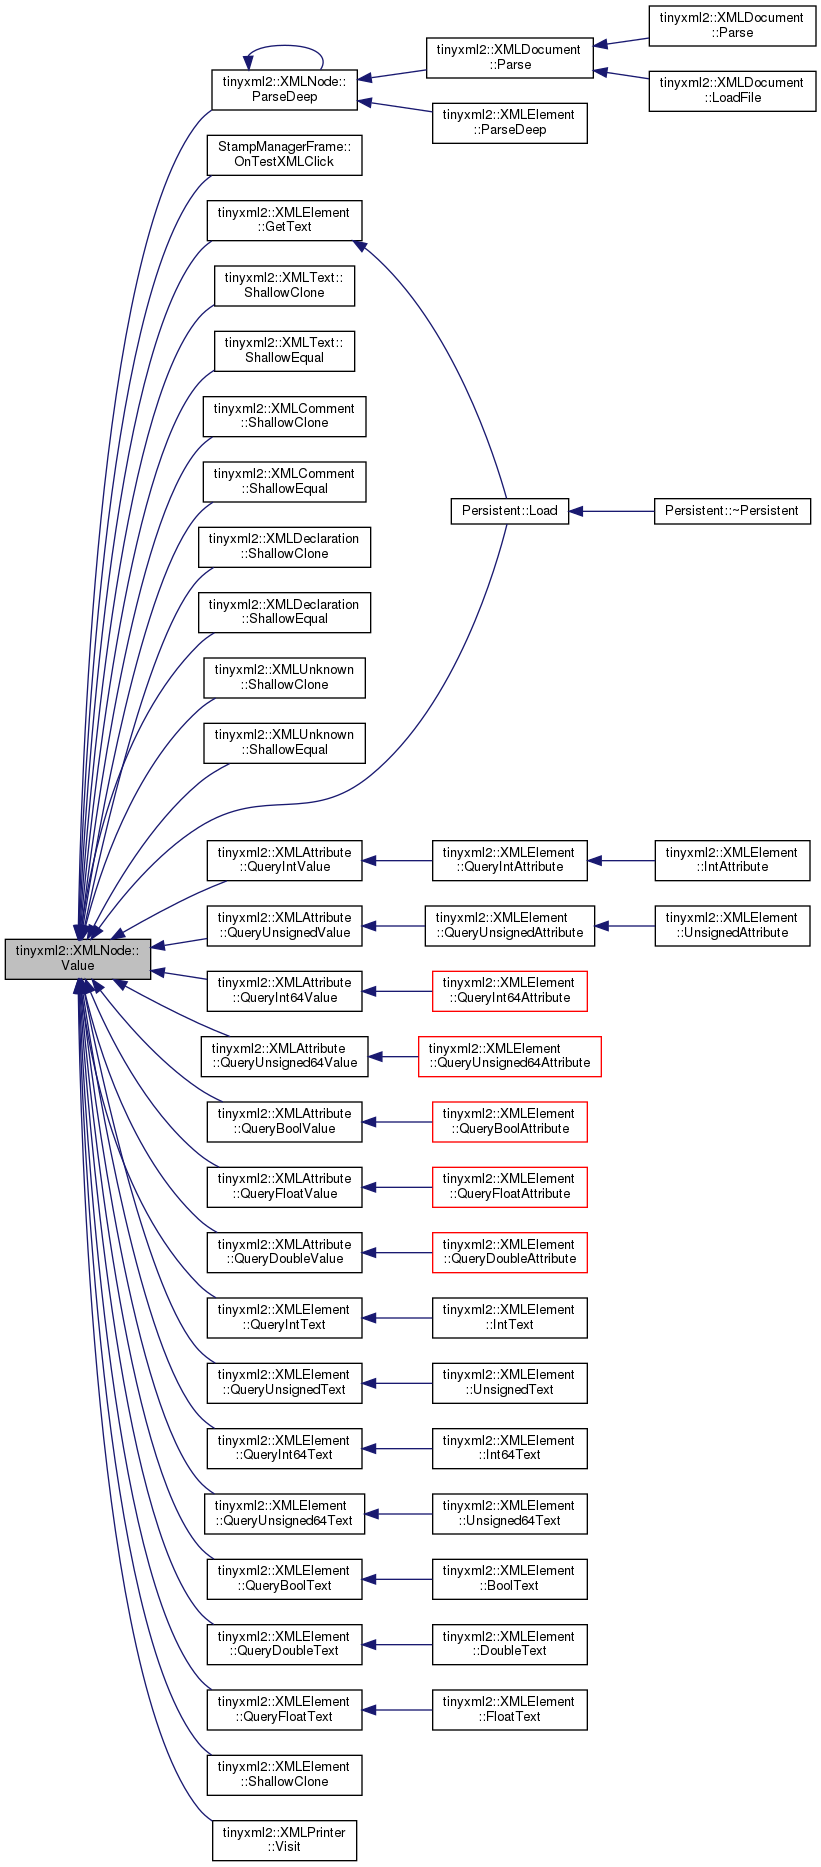 tinyxml2::XMLDocument
::Parse
tinyxml2::XMLDocument
::Parse
tinyxml2::XMLNode::
ParseDeep
tinyxml2::XMLDocument
::LoadFile
tinyxml2::XMLElement
::ParseDeep
StampManagerFrame::
OnTestXMLClick
tinyxml2::XMLElement
::GetText
tinyxml2::XMLText::
ShallowClone
tinyxml2::XMLText::
ShallowEqual
tinyxml2::XMLComment
::ShallowClone
tinyxml2::XMLComment
::ShallowEqual
Persistent::Load
Persistent::~Persistent
tinyxml2::XMLDeclaration
::ShallowClone
tinyxml2::XMLDeclaration
::ShallowEqual
tinyxml2::XMLUnknown
::ShallowClone
tinyxml2::XMLUnknown
::ShallowEqual
tinyxml2::XMLAttribute
::QueryIntValue
tinyxml2::XMLElement
::QueryIntAttribute
tinyxml2::XMLElement
::IntAttribute
tinyxml2::XMLAttribute
::QueryUnsignedValue
tinyxml2::XMLElement
::QueryUnsignedAttribute
tinyxml2::XMLElement
::UnsignedAttribute
tinyxml2::XMLNode::
Value
tinyxml2::XMLAttribute
::QueryInt64Value
tinyxml2::XMLElement
::QueryInt64Attribute
tinyxml2::XMLAttribute
::QueryUnsigned64Value
tinyxml2::XMLElement
::QueryUnsigned64Attribute
tinyxml2::XMLAttribute
::QueryBoolValue
tinyxml2::XMLElement
::QueryBoolAttribute
tinyxml2::XMLAttribute
::QueryFloatValue
tinyxml2::XMLElement
::QueryFloatAttribute
tinyxml2::XMLAttribute
::QueryDoubleValue
tinyxml2::XMLElement
::QueryDoubleAttribute
tinyxml2::XMLElement
::QueryIntText
tinyxml2::XMLElement
::IntText
tinyxml2::XMLElement
::QueryUnsignedText
tinyxml2::XMLElement
::UnsignedText
tinyxml2::XMLElement
::QueryInt64Text
tinyxml2::XMLElement
::Int64Text
tinyxml2::XMLElement
::QueryUnsigned64Text
tinyxml2::XMLElement
::Unsigned64Text
tinyxml2::XMLElement
::QueryBoolText
tinyxml2::XMLElement
::BoolText
tinyxml2::XMLElement
::QueryDoubleText
tinyxml2::XMLElement
::DoubleText
tinyxml2::XMLElement
::QueryFloatText
tinyxml2::XMLElement
::FloatText
tinyxml2::XMLElement
::ShallowClone
tinyxml2::XMLPrinter
::Visit